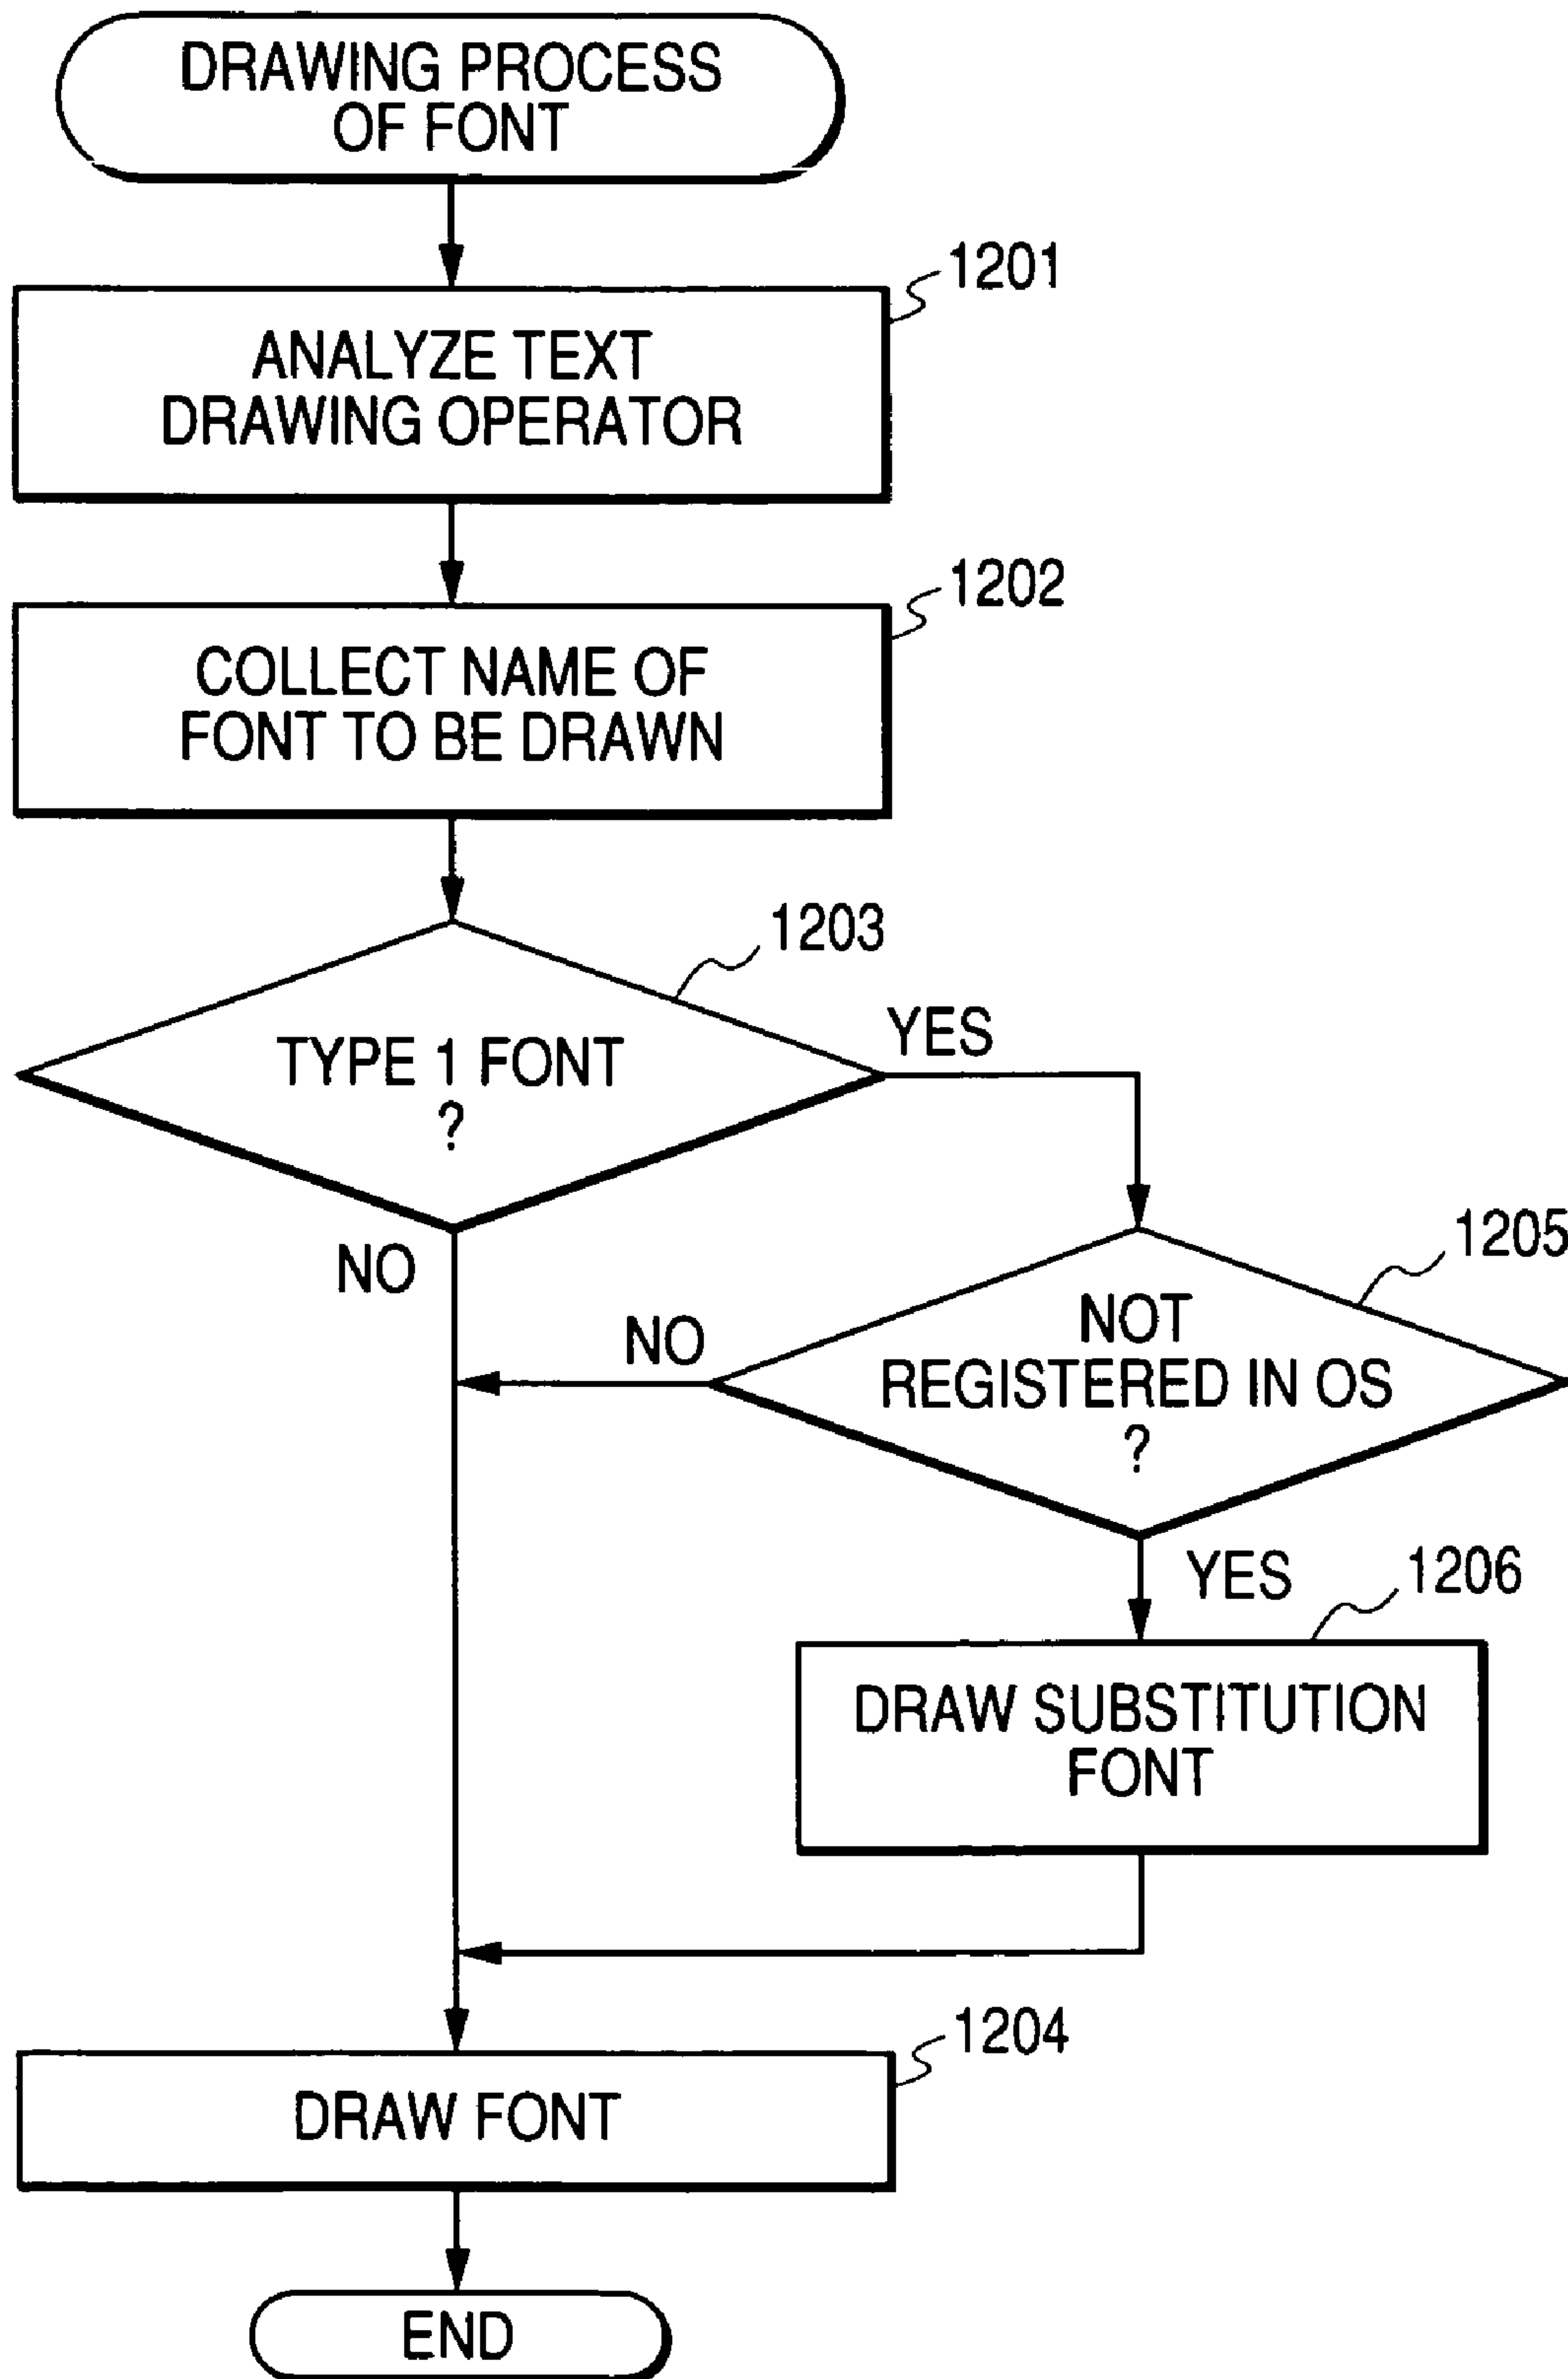 DRAWING PROCESS
OF FONT
1201
ANALYZE TEXT
DRAWING OPERATOR
1202
COLLECT NAME OF
FONT TO BE DRAWN
1203
TYPE 1 FONT
?
YES
NO
1205
NOT
REGISTERED IN OS
?
NO
YES
1206
DRAW SUBSTITUTION
FONT
1204
DRAW FONT
END